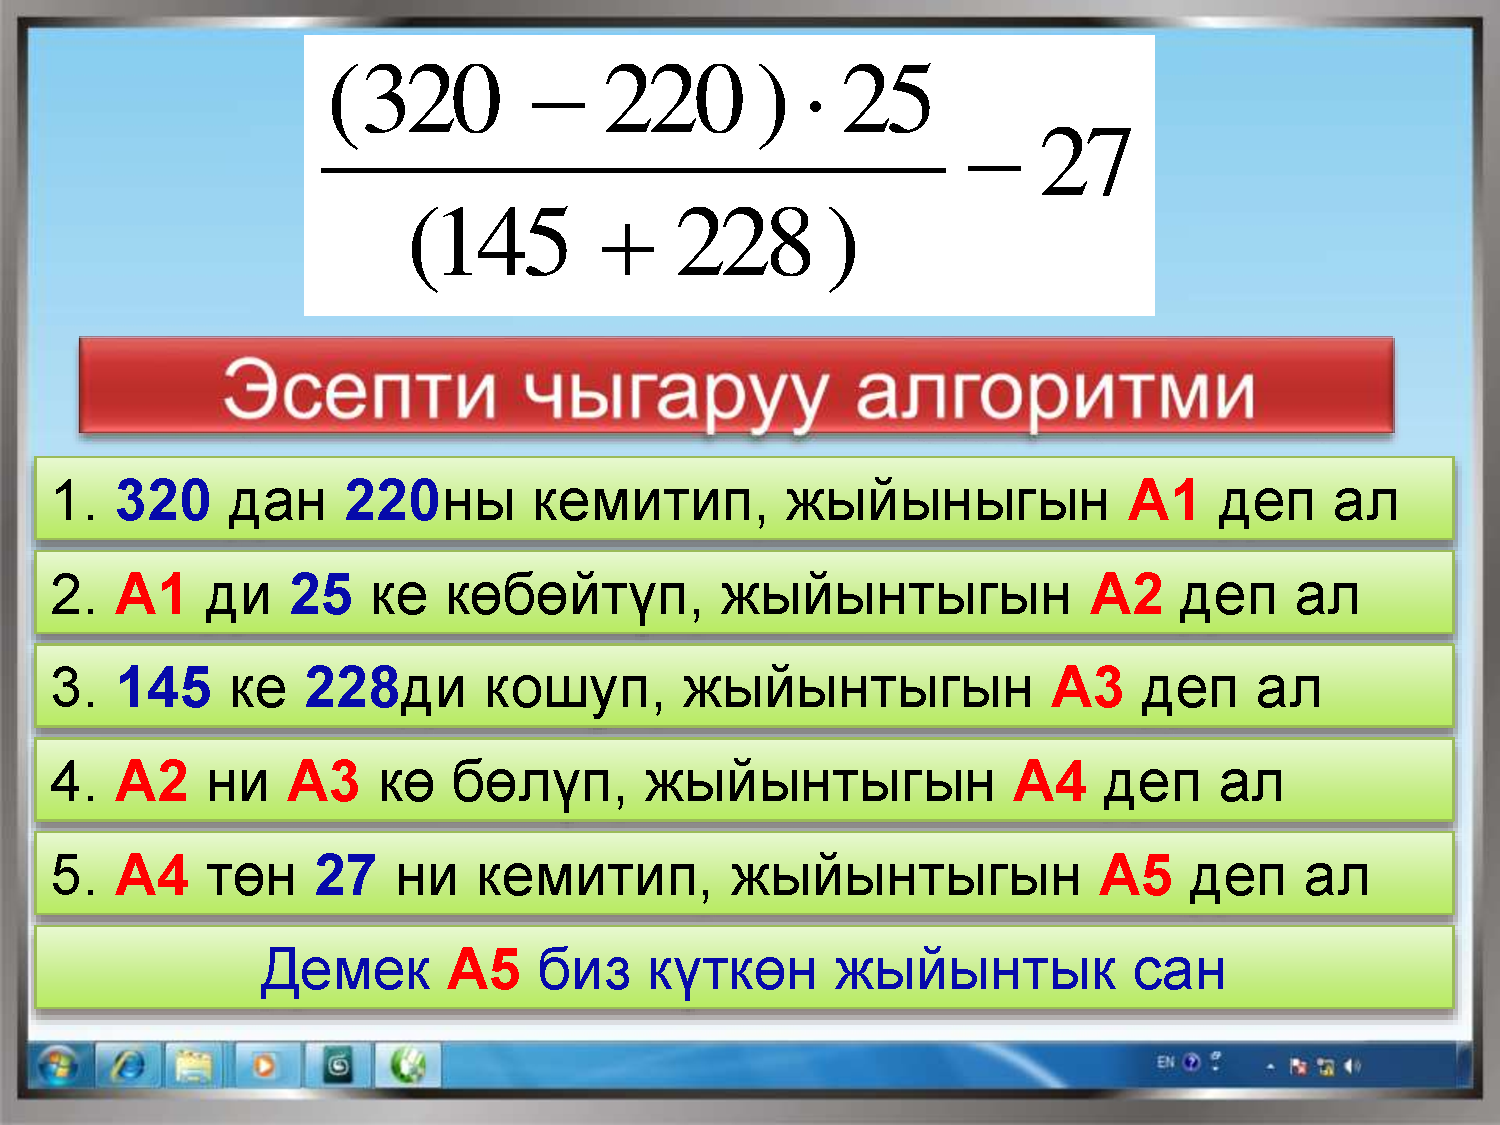 (320 − 220) · 25
(145 + 228)
− 27
Эсепти чыгаруу алгоритми
1. 320 дан 220ны кемитип, жыйыныгын А1 деп ал
2. А1 ди 25 ке көбөйтүп, жыйынтыгын А2 деп ал
3. 145 ке 228ди кошуп, жыйынтыгын А3 деп ал
4. А2 ни А3 кө бөлүп, жыйынтыгын А4 деп ал
5. А4 төн 27 ни кемитип, жыйынтыгын А5 деп ал
Демек А5 биз күткөн жыйынтык сан
EN